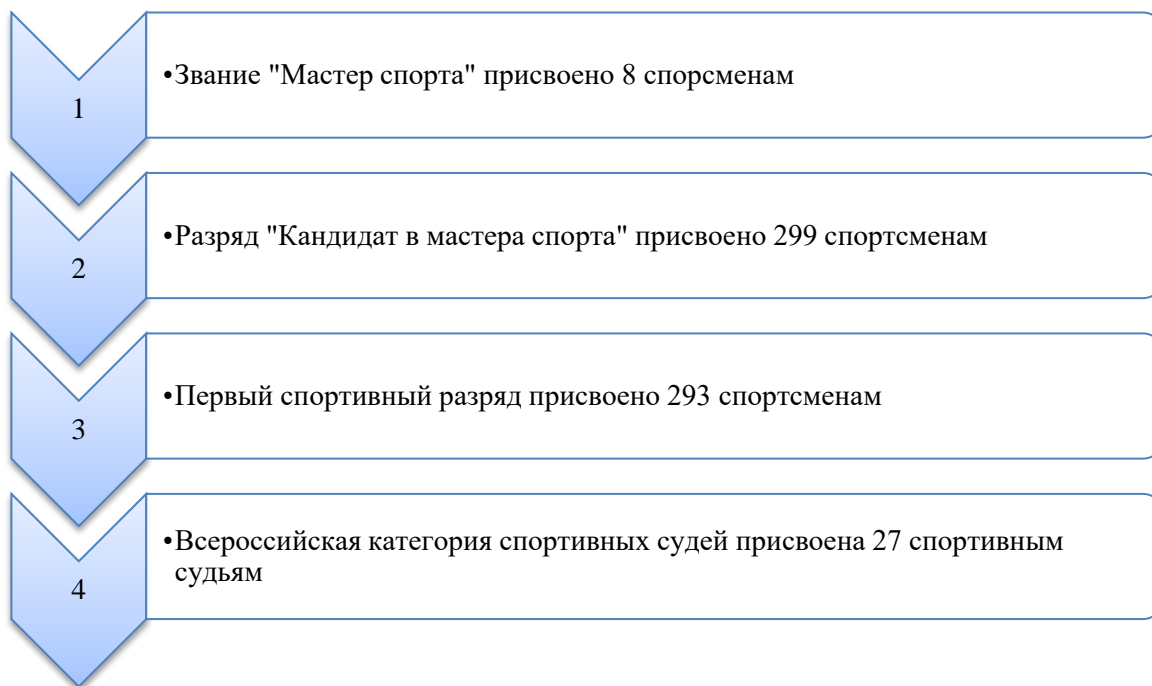 1
•Звание "Мастер спорта" присвоено 8 спорсменам
2
•Разряд "Кандидат в мастера спорта" присвоено 299 спортсменам
3
•Первый спортивный разряд присвоено 293 спортсменам
4
•Всероссийская категория спортивных судей присвоена 27 спортивным
судьям